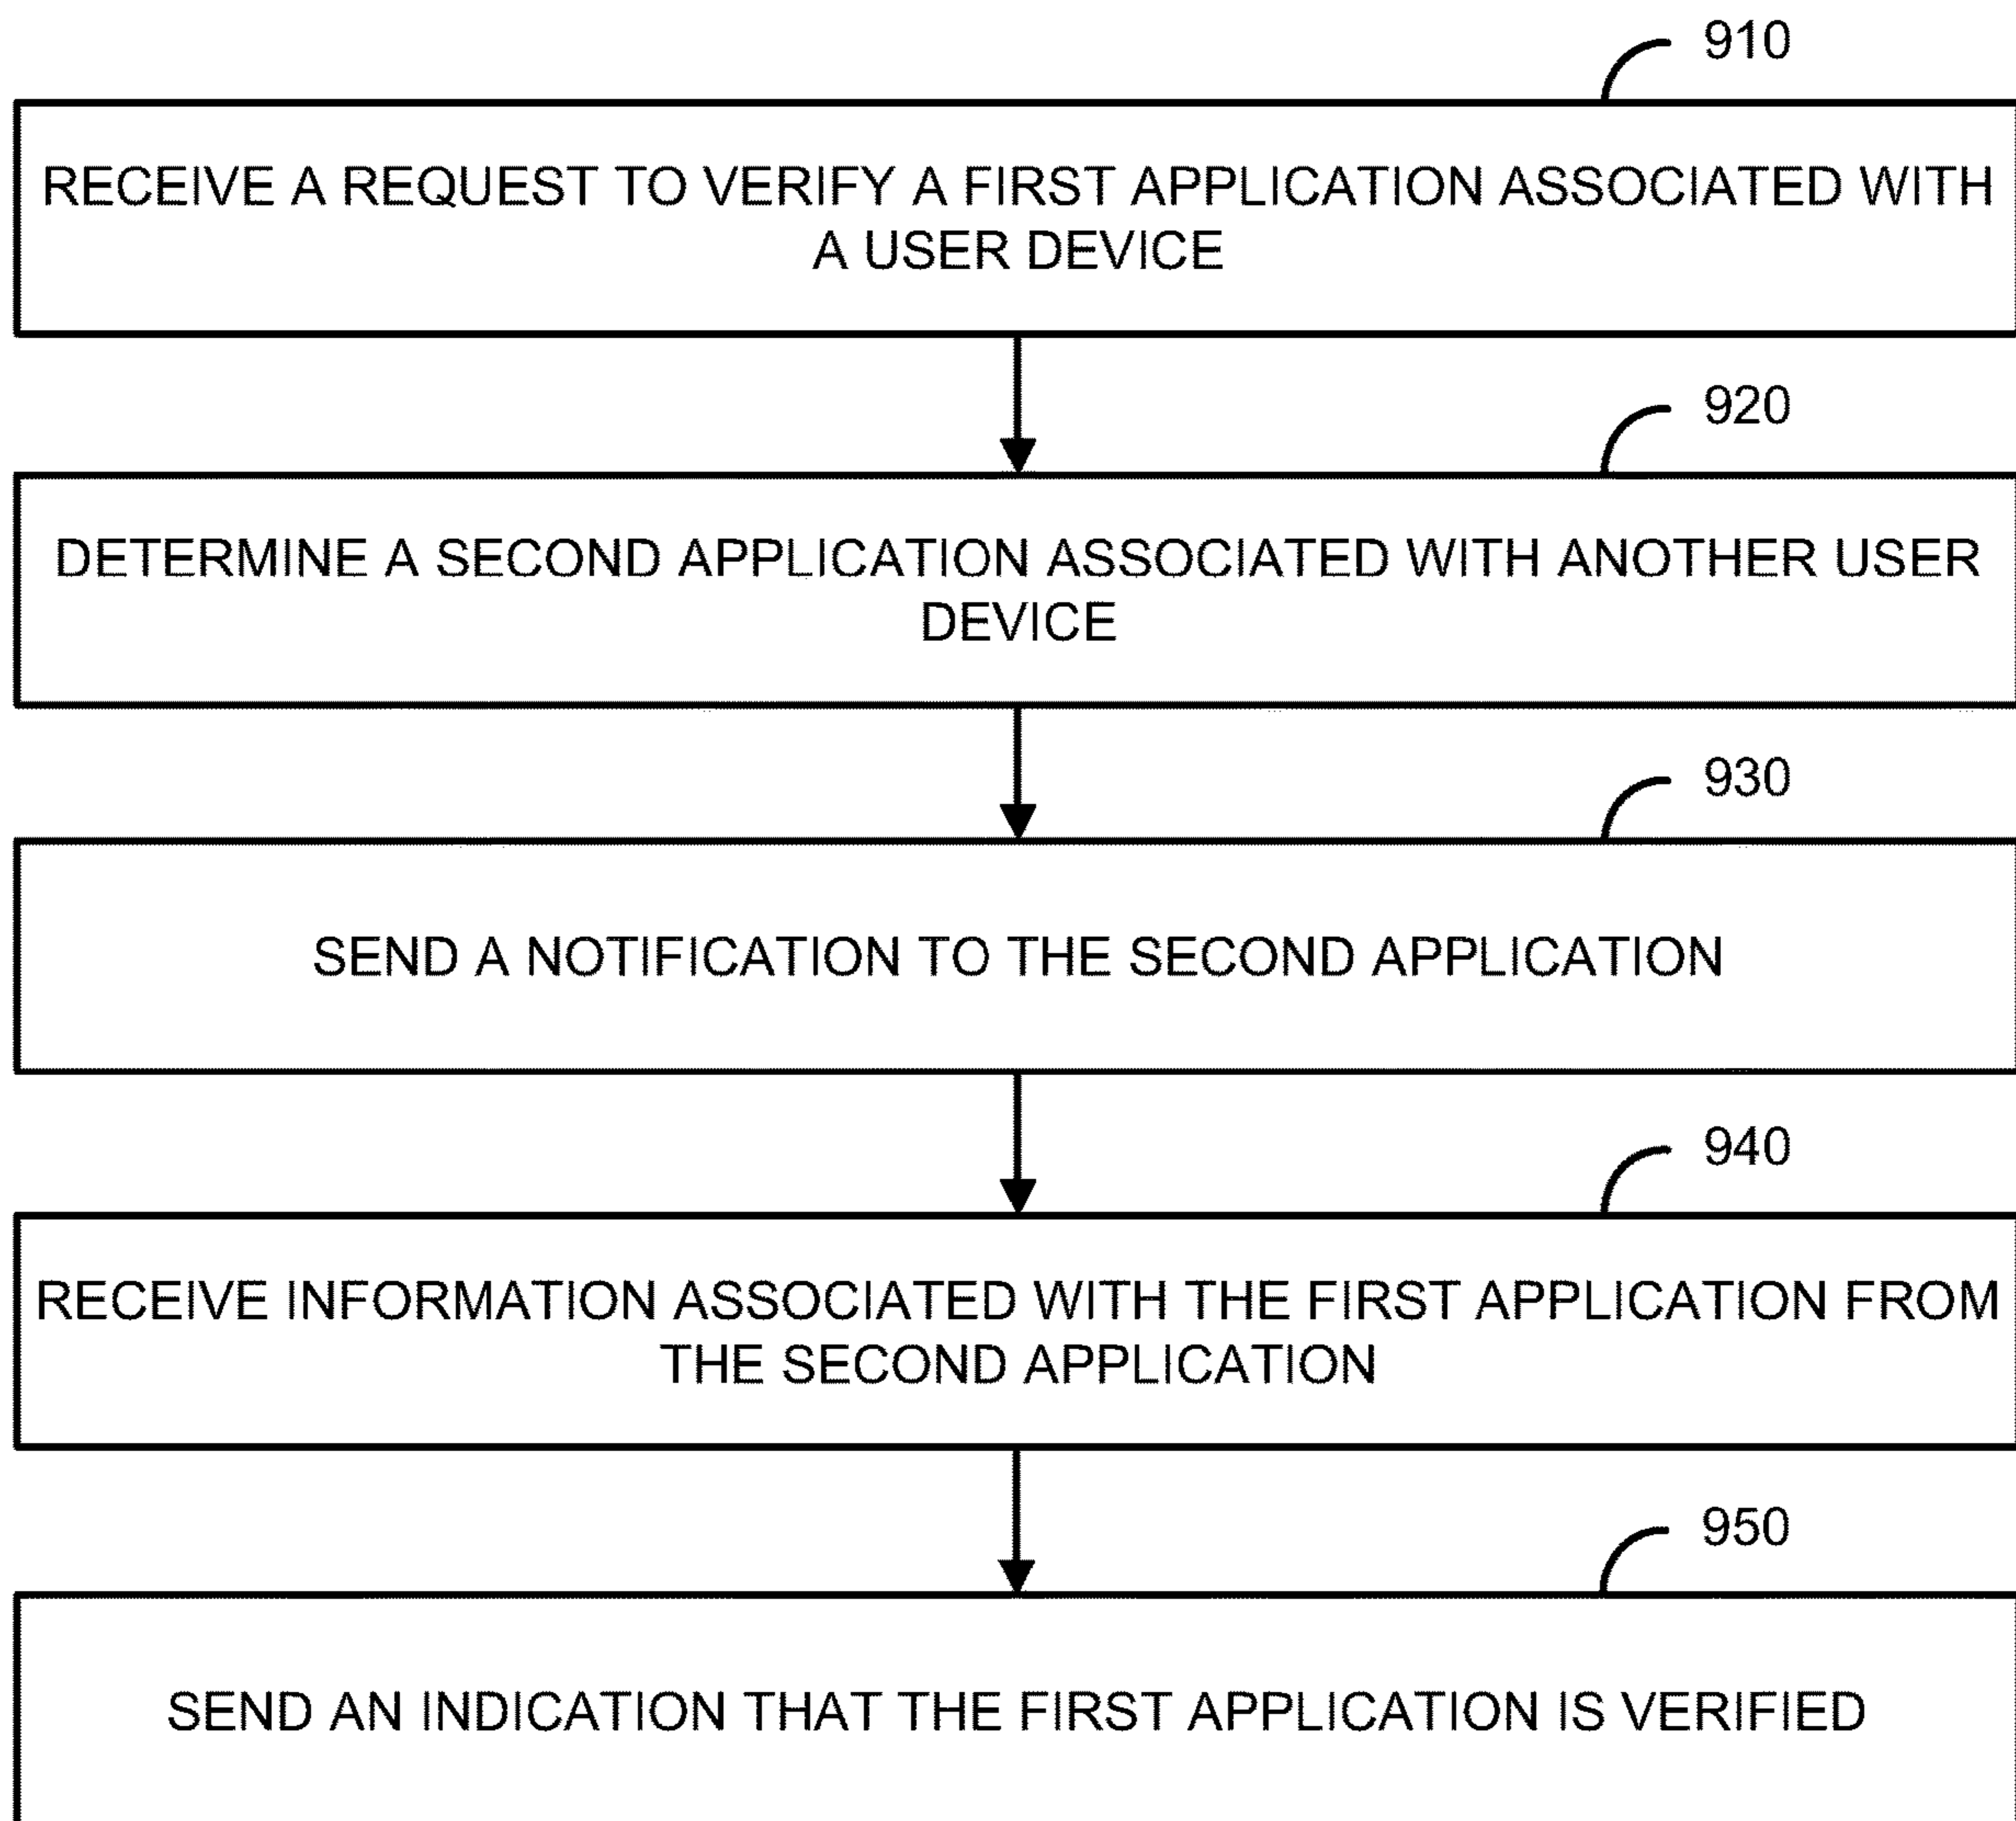 910
RECEIVE A REQUEST TO VERIFY A FIRST APPLICATION ASSOCIATED WITH
A USER DEVICE
920
DETERMINE A SECOND APPLICATION ASSOCIATED WITH ANOTHER USER
DEVICE
930
SEND A NOTIFICATION TO THE SECOND APPLICATION
940
RECEIVE INFORMATION ASSOCIATED WITH THE FIRST APPLICATION FROM
THE SECOND APPLICATION
950
SEND AN INDICATION THAT THE FIRST APPLICATION IS VERIFIED